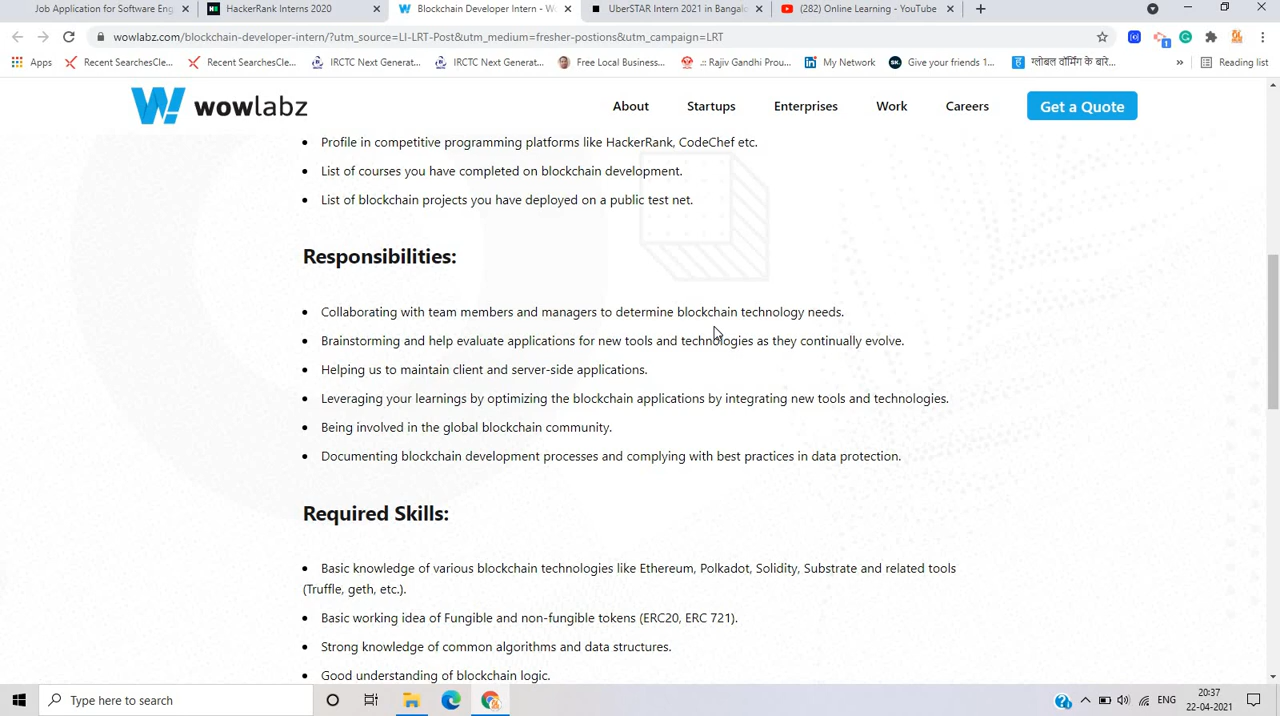 Job Application for Software Eng
HackerRank Interns 2020
Blockchain Developer Intern - W
UberSTAR Intern 2021 in Bangalo
(282) Online Learning - YouTube
wowlabz.com/blockchain-developer-intern/?utm_source=LI-LRT-Post&utm_medium=fresher-postions&utm_campaign=LRT
Apps
Recent SearchesCle...
Recent SearchesCle...
IRCTC Next Generat...
IRCTC Next Generat...
Free Local Business...
.:: Rajiv Gandhi Prou...
My Network
Give your friends 1...
ग्लोबल वॉर्मिंग के बारे...
»
Reading list
wowlabz
About
Startups
Enterprises
Work
Careers
Get a Quote
• Profile in competitive programming platforms like HackerRank, CodeChef etc.
• List of courses you have completed on blockchain development.
• List of blockchain projects you have deployed on a public test net.
Responsibilities:
• Collaborating with team members and managers to determine blockchain technology needs.
• Brainstorming and help evaluate applications for new tools and technologies as they continually evolve.
• Helping us to maintain client and server-side applications.
• Leveraging your learnings by optimizing the blockchain applications by integrating new tools and technologies.
• Being involved in the global blockchain community.
• Documenting blockchain development processes and complying with best practices in data protection.
Required Skills:
• Basic knowledge of various blockchain technologies like Ethereum, Polkadot, Solidity, Substrate and related tools
(Truffle, geth, etc.).
• Basic working idea of Fungible and non-fungible tokens (ERC20, ERC 721).
• Strong knowledge of common algorithms and data structures.
• Good understanding of blockchain logic.
Type here to search
ENG
20:37
22-04-2021